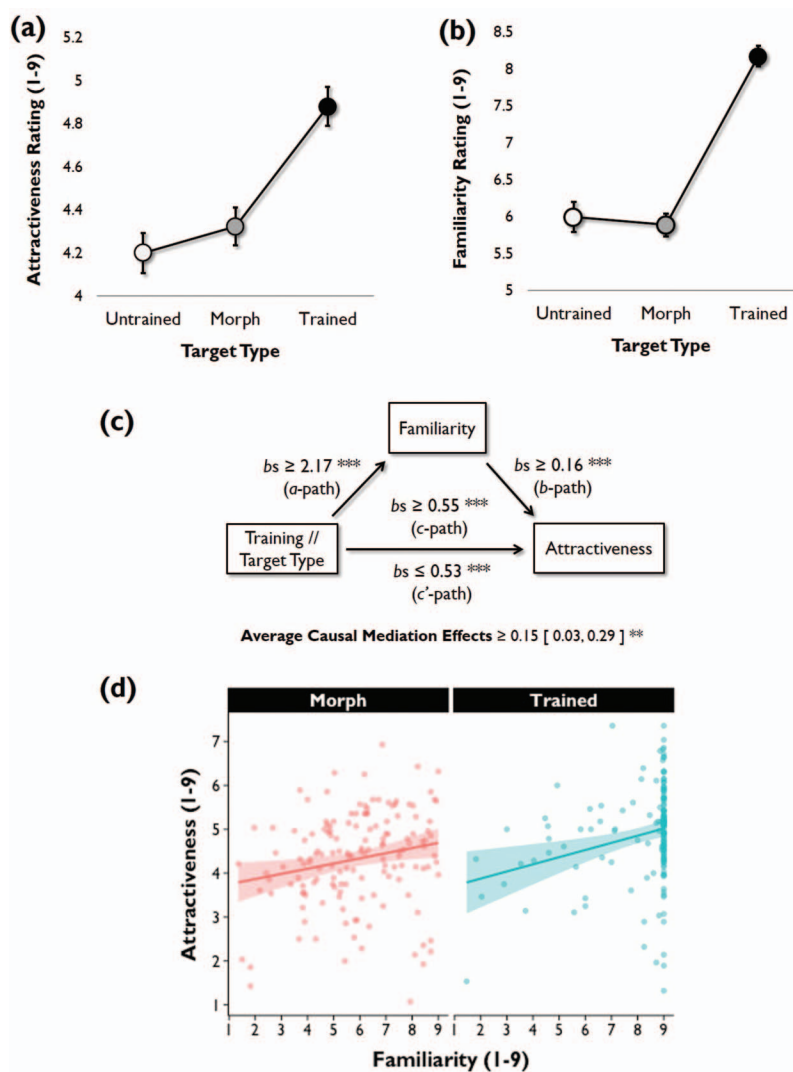 (a)
Attractiveness Rating (1-9)
5.2
5
4.8
4.6
4.4
4.2
4
Untrained Morph Trained
Target Type
(b)
Familiarity Rating (1-9)
8.5
8
7.5
7
6.5
6
5.5
5
Untrained Morph Trained
Target Type
(c)
Familiarity
bs ≥ 2.17 ***
(a-path)
bs ≥ 0.16 ***
(b-path)
bs ≥ 0.55 ***
(c-path)
Training //
Target Type
Attractiveness
bs ≤ 0.53 ***
(c'-path)
Average Causal Mediation Effects ≥ 0.15 [ 0.03, 0.29 ] **
(d)
Morph Trained
Attractiveness (1-9)
7
6
5
4
3
2
1
1 2 3 4 5 6 7 8 9 1 2 3 4 5 6 7 8 9
Familiarity (1-9)